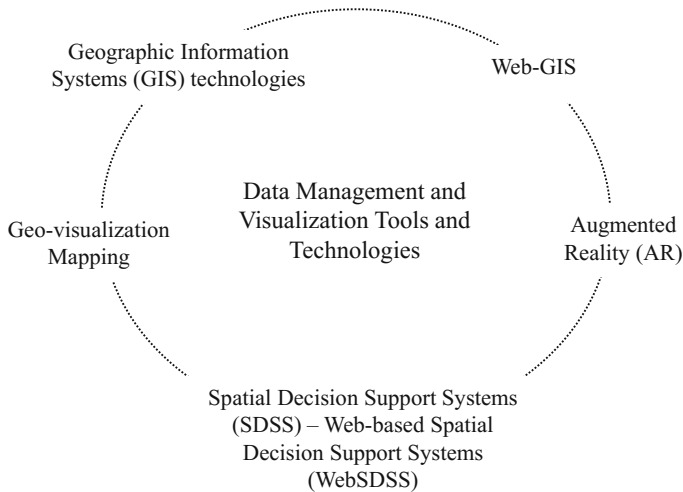 Geographic Information
Systems (GIS) technologies
Web-GIS
Data Management and
Visualization Tools and
Technologies
Geo-visualization
Mapping
Augmented
Reality (AR)
Spatial Decision Support Systems
(SDSS) – Web-based Spatial
Decision Support Systems
(WebSDSS)